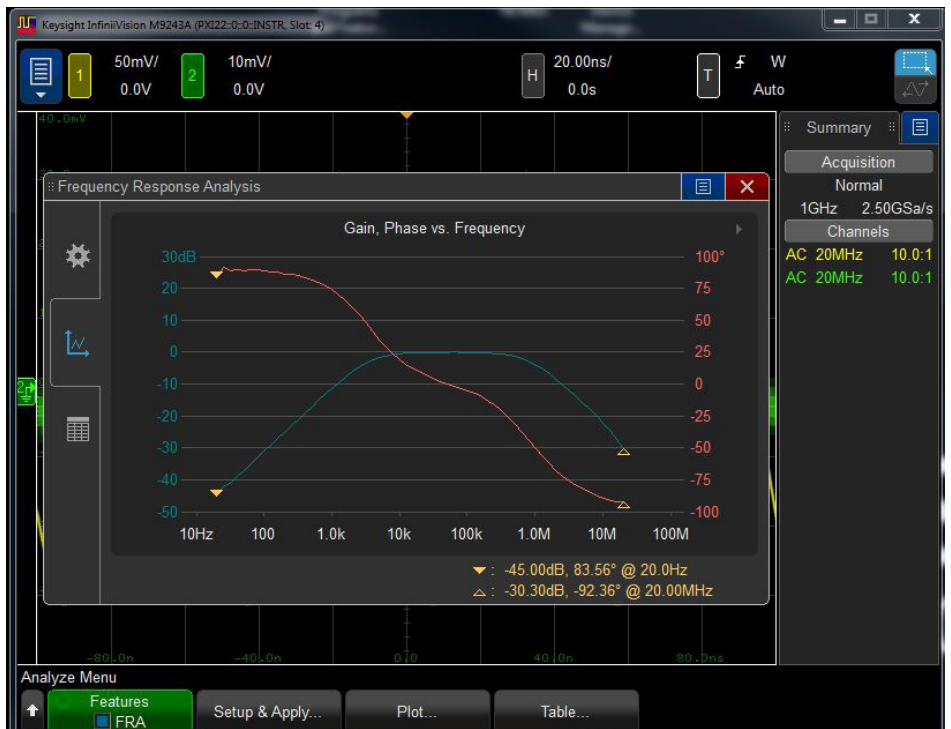 Keysight InfiniiVision M9243A (PXI22::0::0::INSTR, Slot: 4)
1 50mV/ 2 10mV/ H 20.00ns/ T W
0.0V 0.0V 0.0s Auto
40.0mV
Summary
Acquisition
Normal
1GHz 2.50GSa/s
Channels
AC 20MHz 10.0:1
AC 20MHz 10.0:1
Frequency Response Analysis
Gain, Phase vs. Frequency
30dB 100°
20 75
10 50
0 25
-10 0
-20 -25
-30 -50
-40 -75
-50 -100
10Hz 100 1.0k 10k 100k 1.0M 10M 100M
: -45.00dB, 83.56° @ 20.0Hz
: -30.30dB, -92.36° @ 20.00MHz
2
-80.0n -40.0n 0.0 40.0n 80.0ns
Analyze Menu
Features
FRA
Setup & Apply...
Plot...
Table...